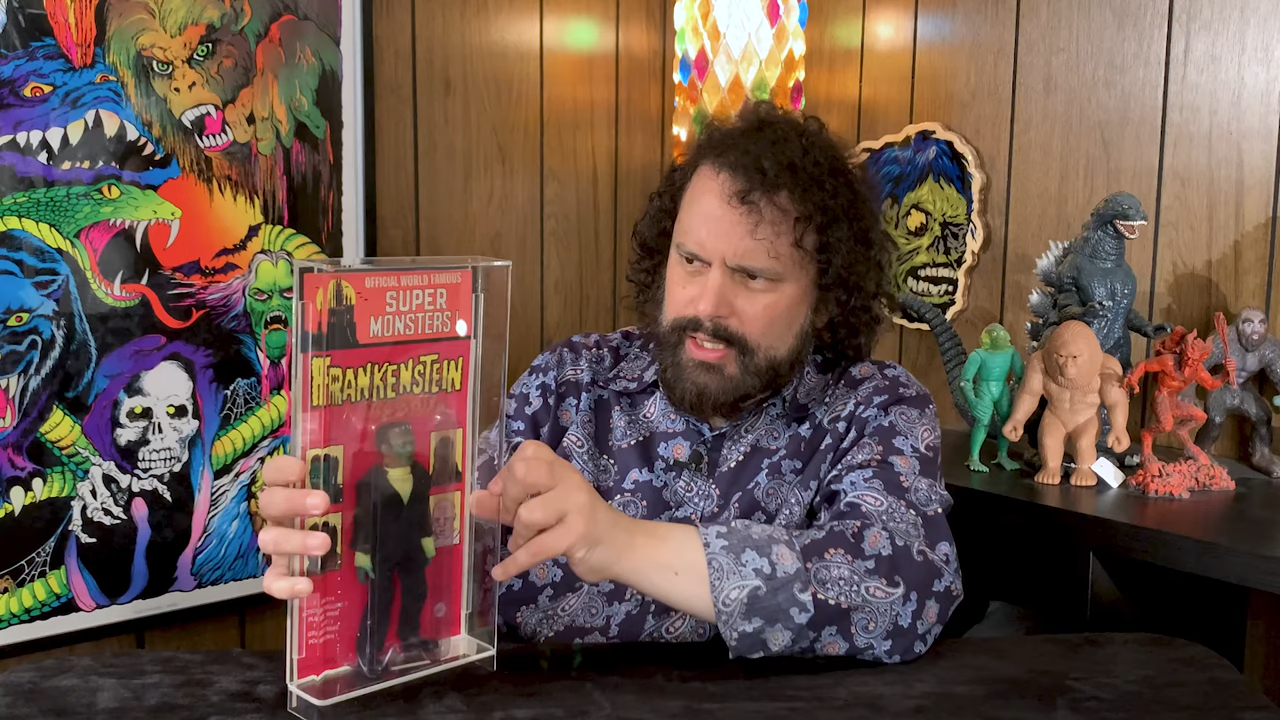 OFFICIAL WORLD FAMOUS
SUPER
MONSTERS!
FRANKENSTEIN